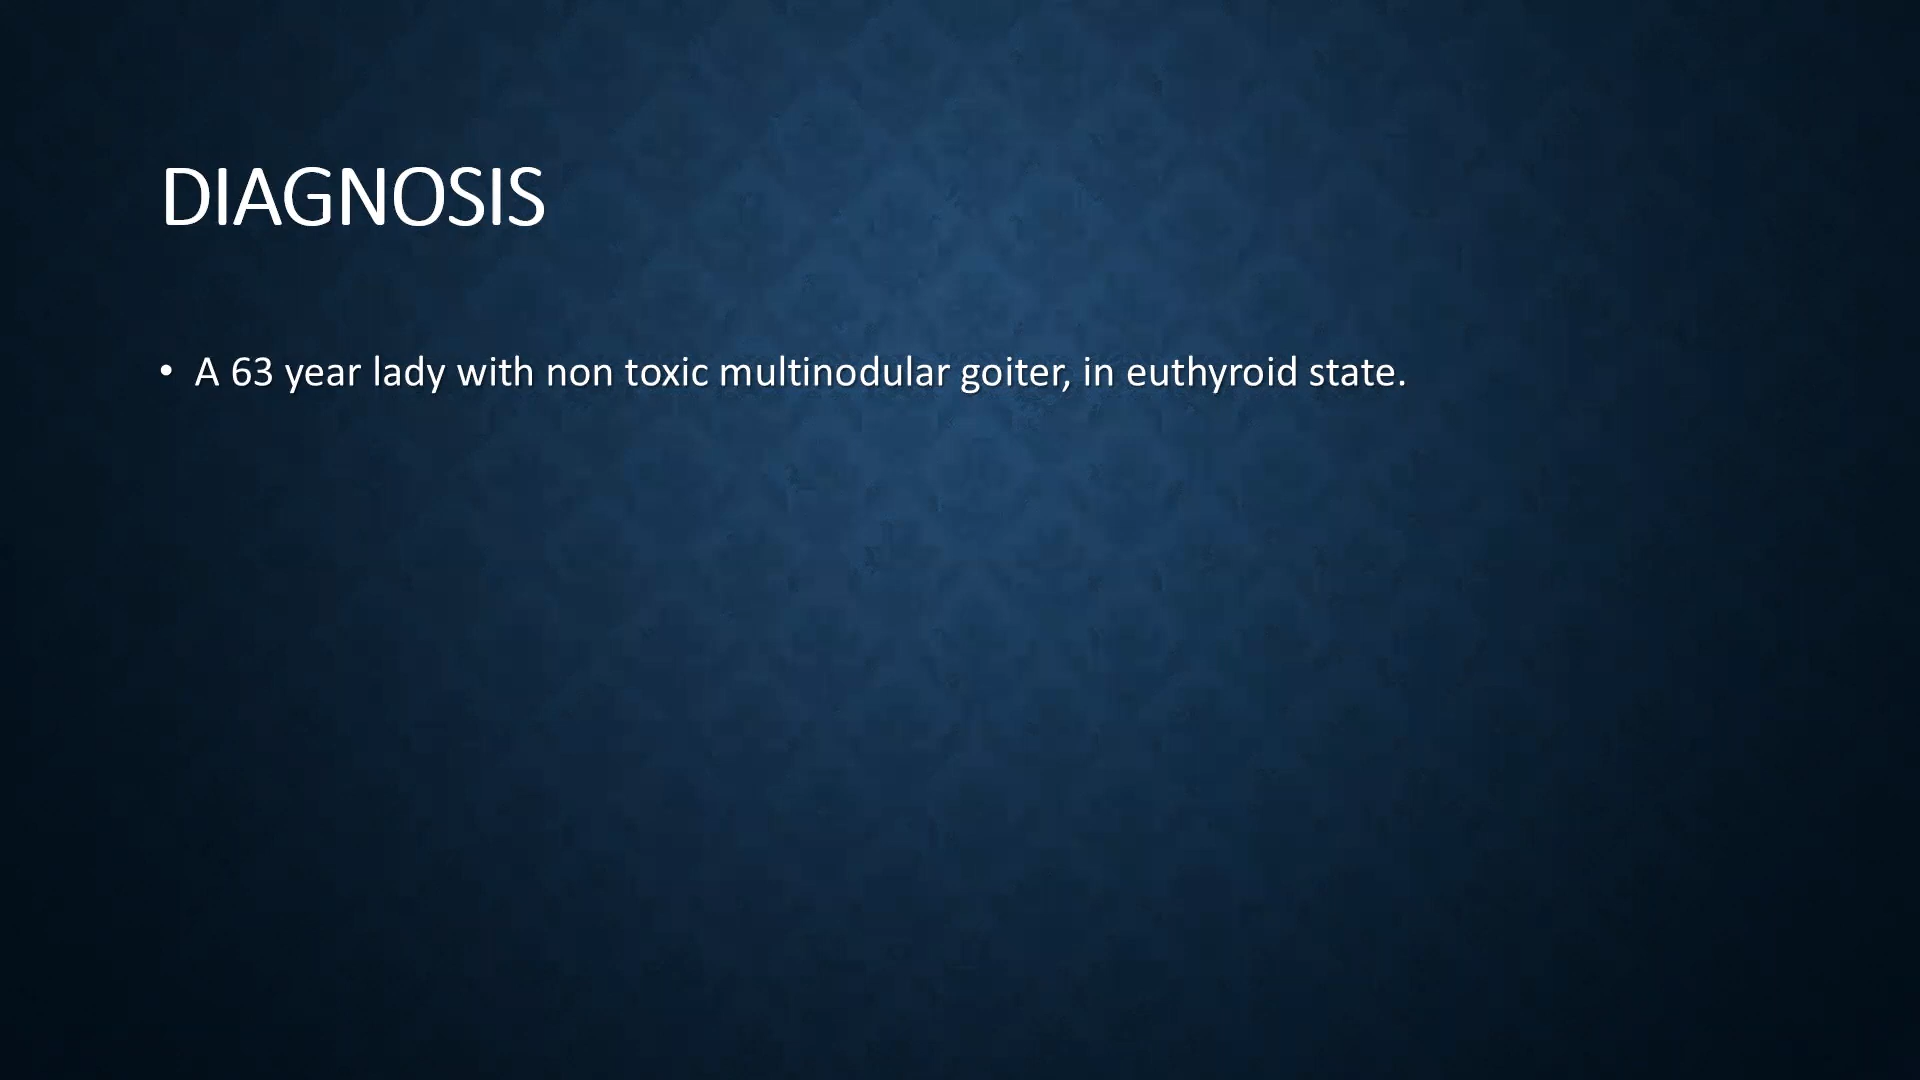 DIAGNOSIS
• A 63 year lady with non toxic multinodular goiter, in euthyroid state.